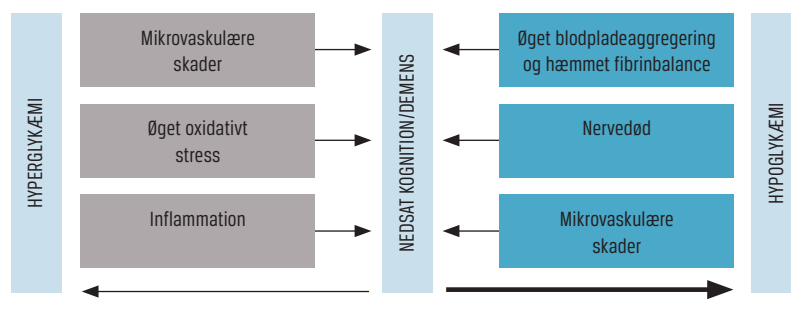 HYPERGLYKÆMI
Mikrovaskulære
skader
Øget oxidativt
stress
Inflammation
NEDSAT KOGNITION/DEMENS
Øget blodpladeaggregering
og hæmmet fibrinbalance
Nervedød
Mikrovaskulære
skader
HYPOGLYKÆMI